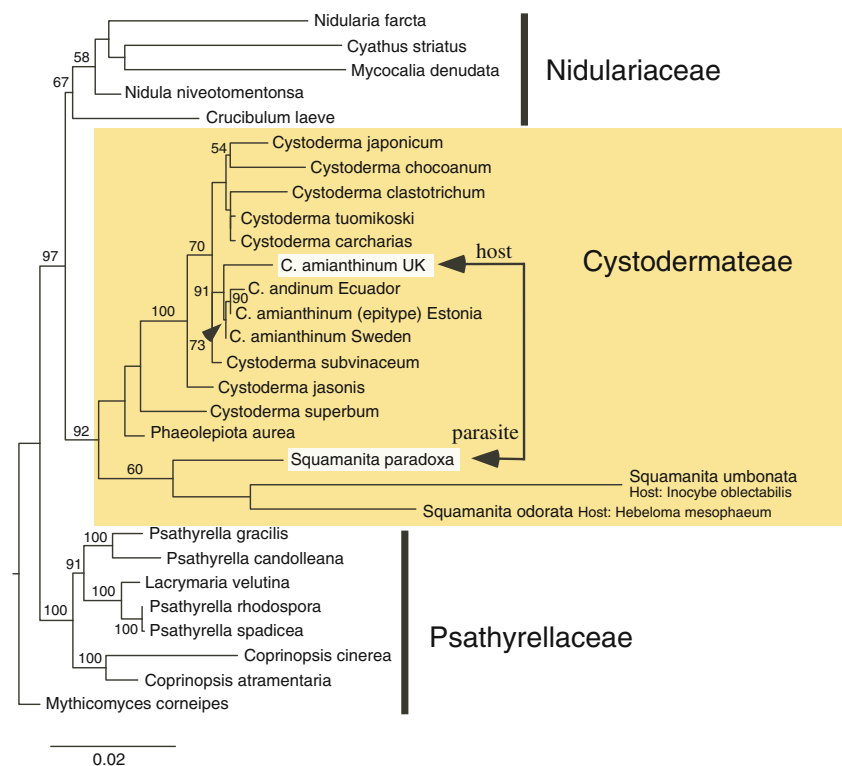 Nidularia farcta
58
Cyathus striatus
Mycocalia denudata
Nidulariaceae
67
Nidula niveotomentonsa
Crucibulum laeve
Cystoderma japonicum
54
Cystoderma chocoanum
Cystoderma clastotrichum
Cystoderma tuomikoski
70
Cystoderma carcharias
97
C. amianthinum UK
host
Cystodermateae
91
90
C. andinum Ecuador
100
C. amianthinum (epitype) Estonia
73
C. amianthinum Sweden
Cystoderma subvinaceum
Cystoderma jasonis
Cystoderma superbum
92
Phaeolepiota aurea
parasite
60
Squamanita paradoxa
Squamanita umbonata
Host: Inocybe oblectabilis
Squamanita odorata Host: Hebeloma mesophaeum
100
Psathyrella gracilis
91
Psathyrella candolleana
100
Lacrymaria velutina
100
Psathyrella rhodospora
100
Psathyrella spadicea
Psathyrellaceae
100
Coprinopsis cinerea
Coprinopsis atramentaria
Mythicomyces corneipes
0.02